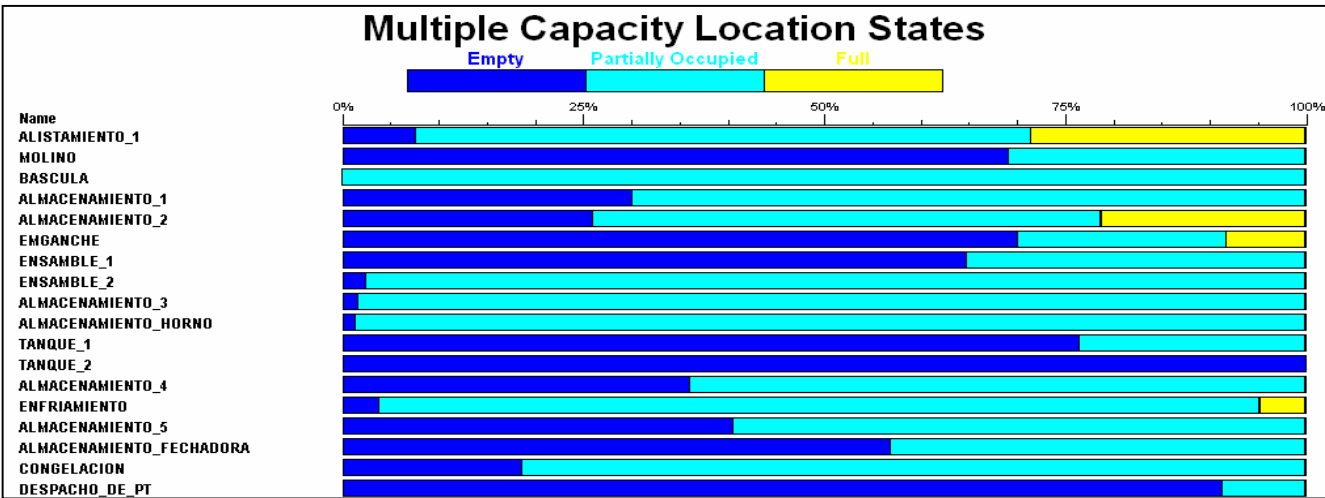 Multiple Capacity Location States
Empty Partially Occupied Full
0% 25% 50% 75% 100%
Name
ALISTAMIENTO_1
MOLINO
BASCULA
ALMACENAMIENTO_1
ALMACENAMIENTO_2
EMGANCHE
ENSAMBLE_1
ENSAMBLE_2
ALMACENAMIENTO_3
ALMACENAMIENTO_HORNO
TANQUE_1
TANQUE_2
ALMACENAMIENTO_4
ENFRIAMIENTO
ALMACENAMIENTO_5
ALMACENAMIENTO_FECHADORA
CONGELACION
DESPACHO_DE_PT